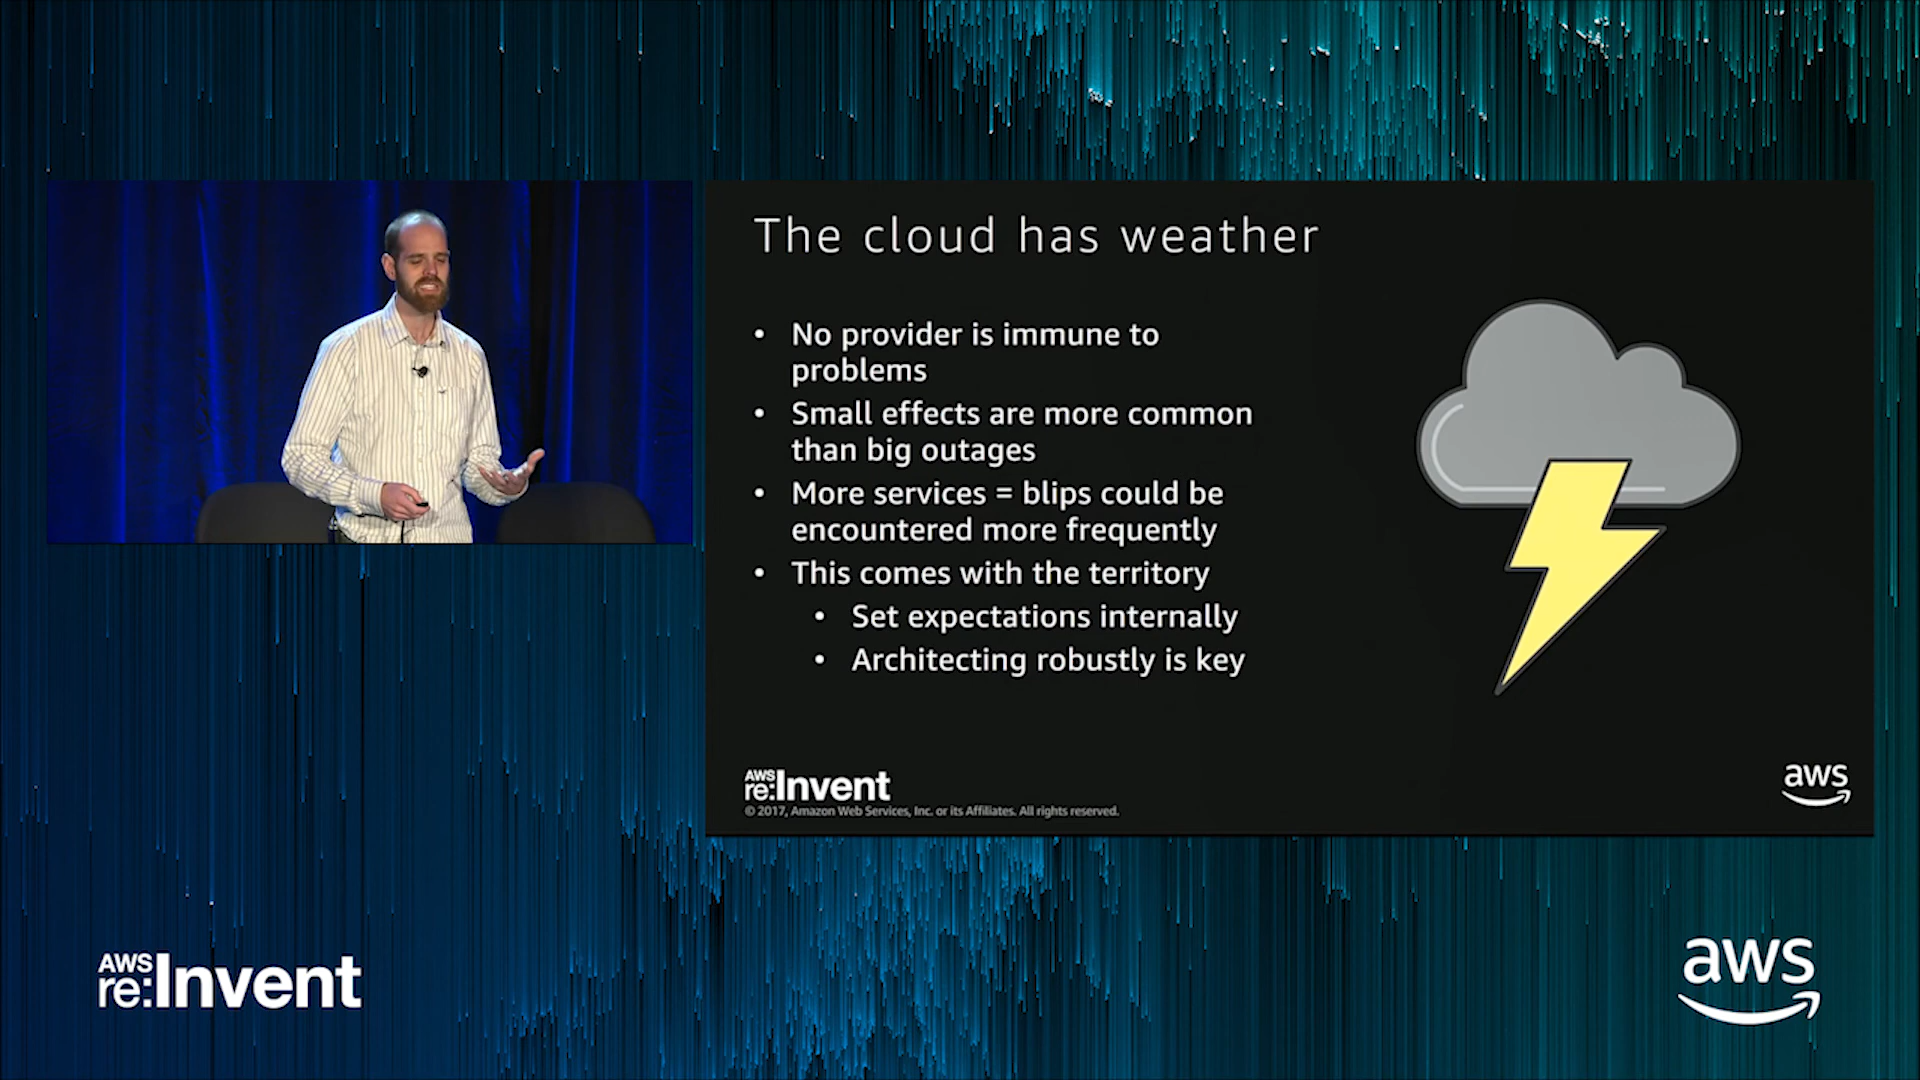 The cloud has weather
• No provider is immune to
problems
• Small effects are more common
than big outages
• More services = blips could be
encountered more frequently
• This comes with the territory
• Set expectations internally
• Architecting robustly is key
AWS
re:Invent
© 2017, Amazon Web Services, Inc. or its Affiliates. All rights reserved.
aws
AWS
re:Invent
aws